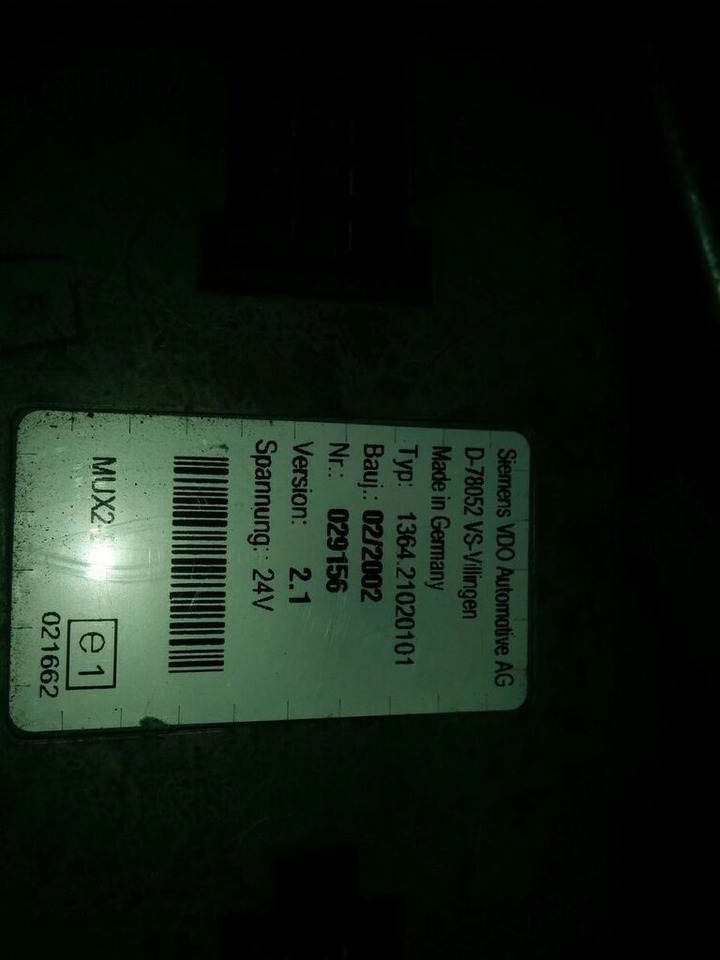 Siemens VDO Automotive AG
D-78052 VS-Villingen
Made in Germany
Typ: 1364.21020101
Bauj.: 02/2002
Nr.: 029156
Version: 2.1
Spannung: 24V
MUX2
e1
021662